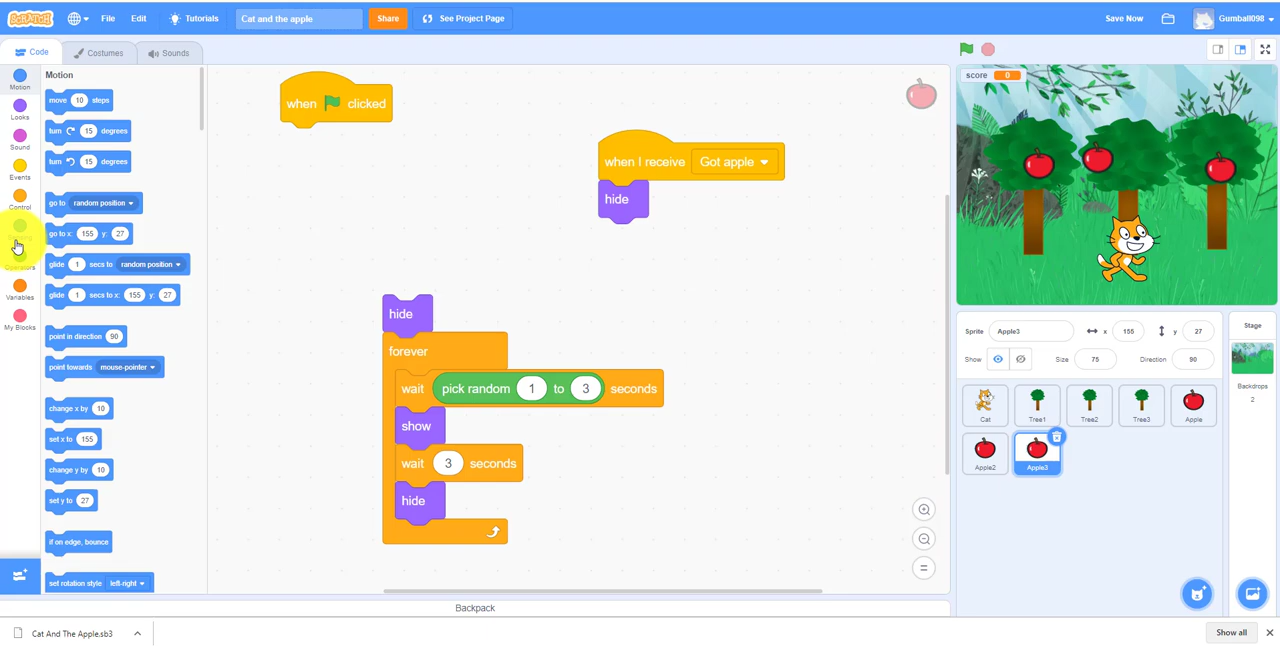 SCRATCH File Edit Tutorials Cat and the apple Share See Project Page Save Now Gumball098
Code Costumes Sounds
Motion
Looks
Sound
Events
Control
Operators
Variables
My Blocks
Motion
move 10 steps
turn 15 degrees
turn 15 degrees
go to random position
go to x: 155 y: 27
glide 1 secs to random position
glide 1 secs to x: 155 y: 27
point in direction 90
point towards mouse-pointer
change x by 10
set x to 155
change y by 10
set y to 27
if on edge, bounce
set rotation style left-right
when clicked
when I receive Got apple
hide
hide
forever
wait pick random 1 to 3 seconds
show
wait 3 seconds
hide
score 0
Sprite Apple3 x 155 y 27
Show Size 75 Direction 90
Cat Tree1 Tree2 Tree3 Apple
Apple2 Apple3
Stage
Backdrops
2
Backpack
Cat And The Apple.sb3 Show all